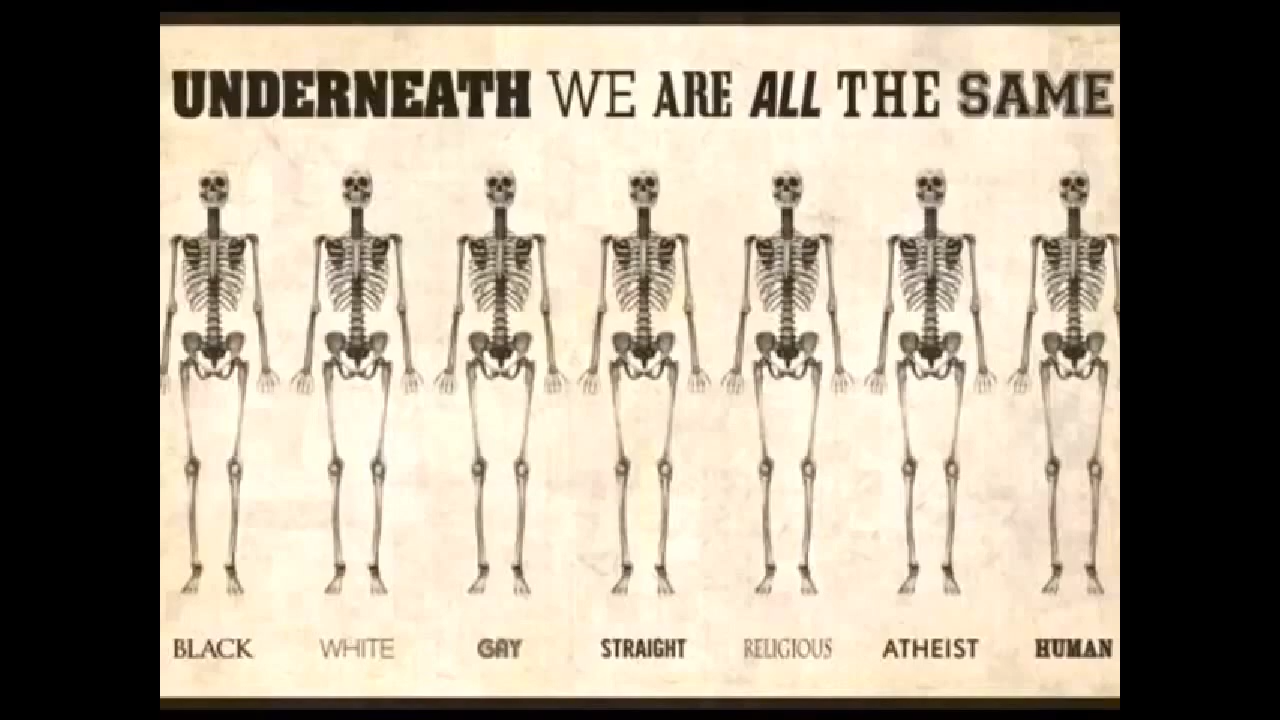 UNDERNEATH WE ARE ALL THE SAME
BLACK WHITE GAY STRAIGHT RELIGIOUS ATHEIST HUMAN